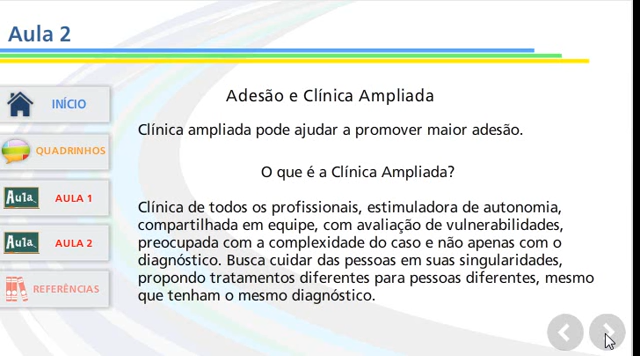 Aula 2
INÍCIO
QUADRINHOS
Aula
AULA 1
Aula
AULA 2
REFERÊNCIAS
Adesão e Clínica Ampliada
Clínica ampliada pode ajudar a promover maior adesão.
O que é a Clínica Ampliada?
Clínica de todos os profissionais, estimuladora de autonomia,
compartilhada em equipe, com avaliação de vulnerabilidades,
preocupada com a complexidade do caso e não apenas com o
diagnóstico. Busca cuidar das pessoas em suas singularidades,
propondo tratamentos diferentes para pessoas diferentes, mesmo
que tenham o mesmo diagnóstico.